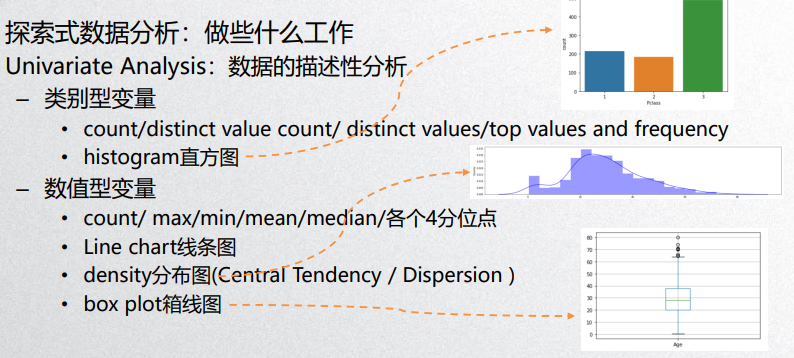 探索式数据分析：做些什么工作
Univariate Analysis：数据的描述性分析
– 类别型变量
• count/distinct value count/ distinct values/top values and frequency
• histogram直方图
– 数值型变量
• count/ max/min/mean/median/各个4分位点
• Line chart线条图
• density分布图(Central Tendency / Dispersion )
• box plot箱线图
400
300
200
100
0
count
1 2 3
Pclass
80
70
60
50
40
30
20
10
0
Age